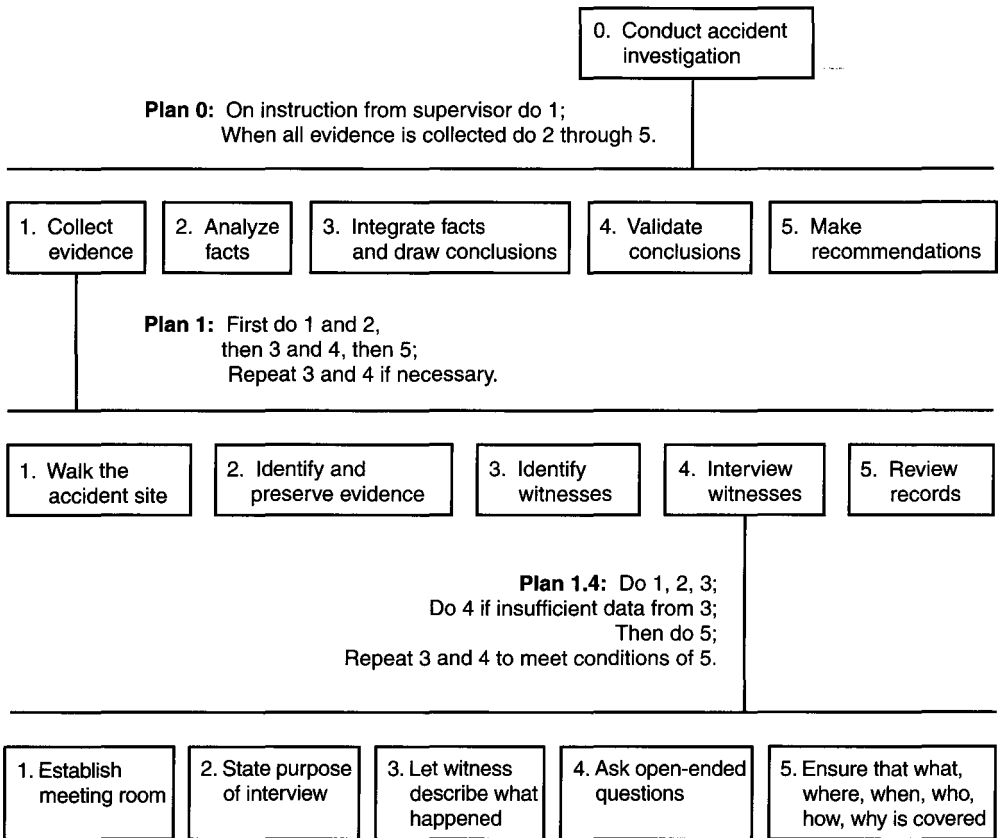 0. Conduct accident
investigation
Plan 0: On instruction from supervisor do 1;
When all evidence is collected do 2 through 5.
1. Collect
evidence
2. Analyze
facts
3. Integrate facts
and draw conclusions
4. Validate
conclusions
5. Make
recommendations
Plan 1: First do 1 and 2,
then 3 and 4, then 5;
Repeat 3 and 4 if necessary.
1. Walk the
accident site
2. Identify and
preserve evidence
3. Identify
witnesses
4. Interview
witnesses
5. Review
records
Plan 1.4: Do 1, 2, 3;
Do 4 if insufficient data from 3;
Then do 5;
Repeat 3 and 4 to meet conditions of 5.
1. Establish
meeting room
2. State purpose
of interview
3. Let witness
describe what
happened
4. Ask open-ended
questions
5. Ensure that what,
where, when, who,
how, why is covered